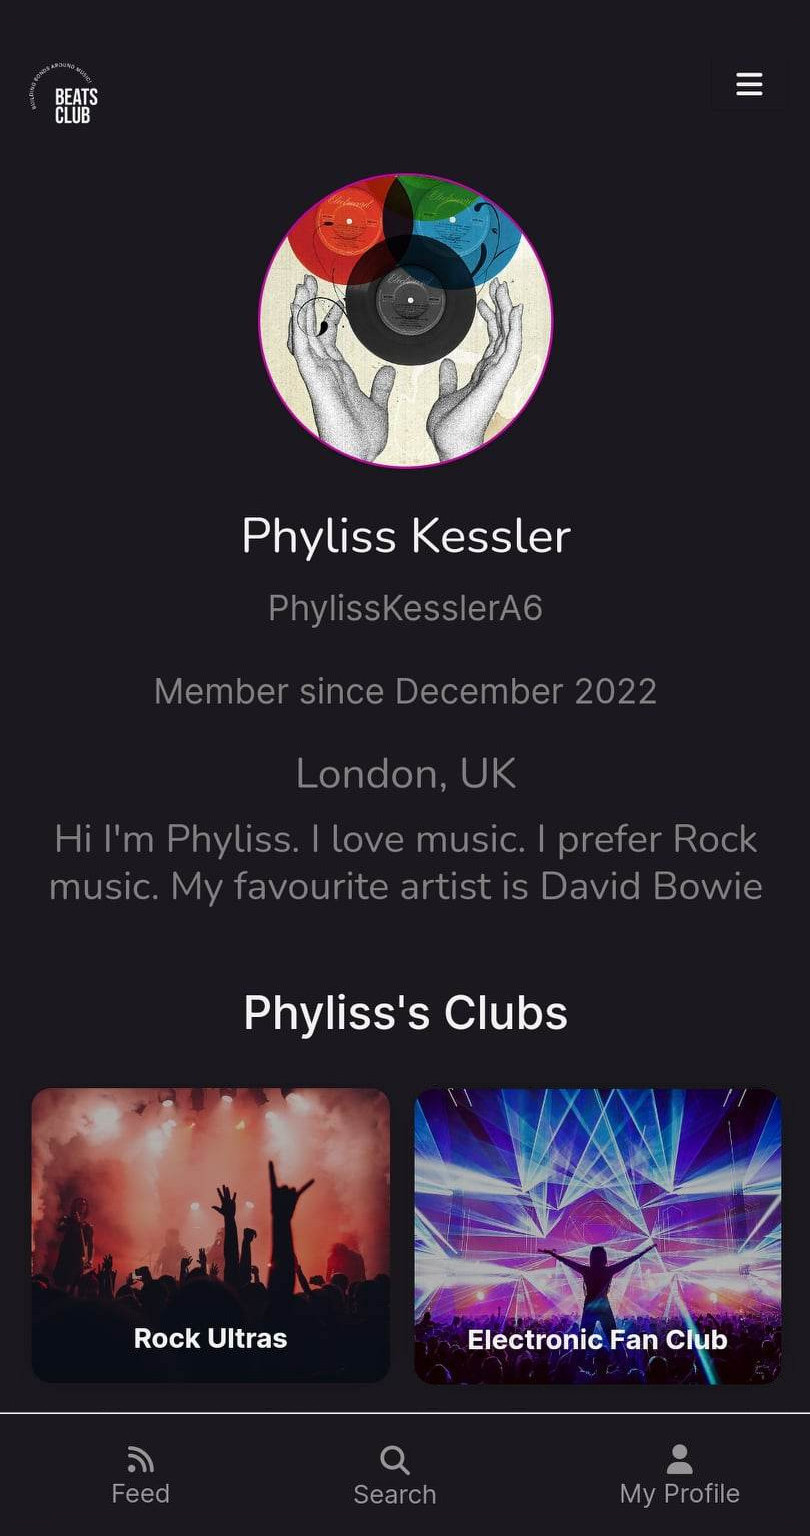 BUILDING BONDS AROUND MUSIC!
BEATS
CLUB
Phyliss Kessler
PhylissKesslerA6
Member since December 2022
London, UK
Hi I'm Phyliss. I love music. I prefer Rock
music. My favourite artist is David Bowie
Phyliss's Clubs
Rock Ultras
Electronic Fan Club
Feed
Search
My Profile